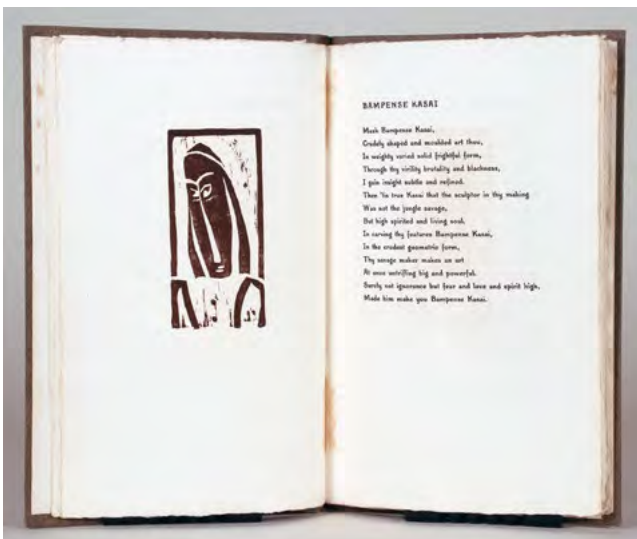 BAMPENSE KASAI
Mask Bampense Kasai,
Crudely shaped and moulded art thou,
In weighty varied solid frightful form,
Through thy virility brutality and blackness,
I gain insight subtle and refined.
Then 'tis true Kasai that the sculptor in thy making
Was not the jungle savage,
But high spirited and living soul,
In carving thy features Bampense Kasai,
In the crudest geometric form,
Thy savage maker makes an art
At once untrifling big and powerful.
Surely not ignorance but fear and love and spirit high,
Made him make you Bampense Kasai.